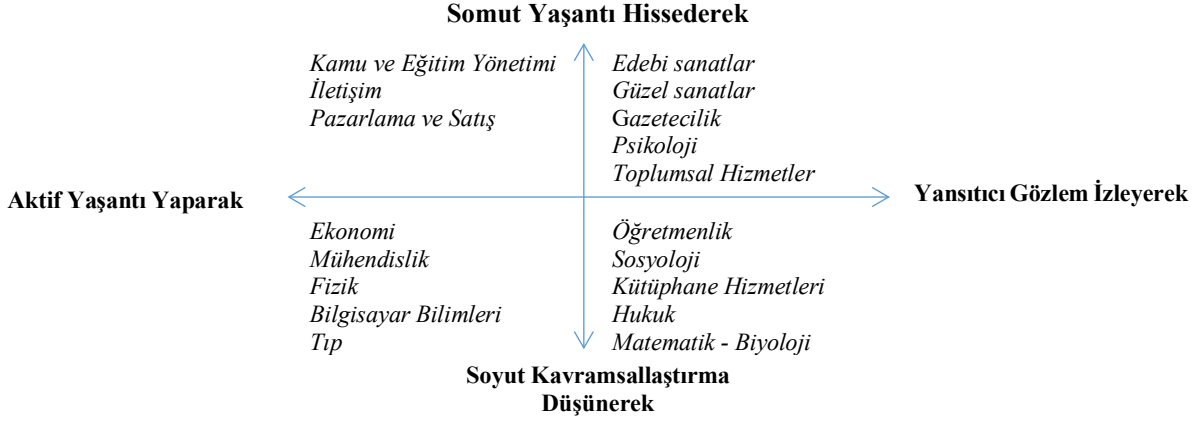 Somut Yaşantı Hissederek
Kamu ve Eğitim Yönetimi
İletişim
Pazarlama ve Satış
Edebi sanatlar
Güzel sanatlar
Gazetecilik
Psikoloji
Toplumsal Hizmetler
Aktif Yaşantı Yaparak
Yansıtıcı Gözlem İzleyerek
Ekonomi
Mühendislik
Fizik
Bilgisayar Bilimleri
Tıp
Öğretmenlik
Sosyoloji
Kütüphane Hizmetleri
Hukuk
Matematik - Biyoloji
Soyut Kavramsallaştırma
Düşünerek